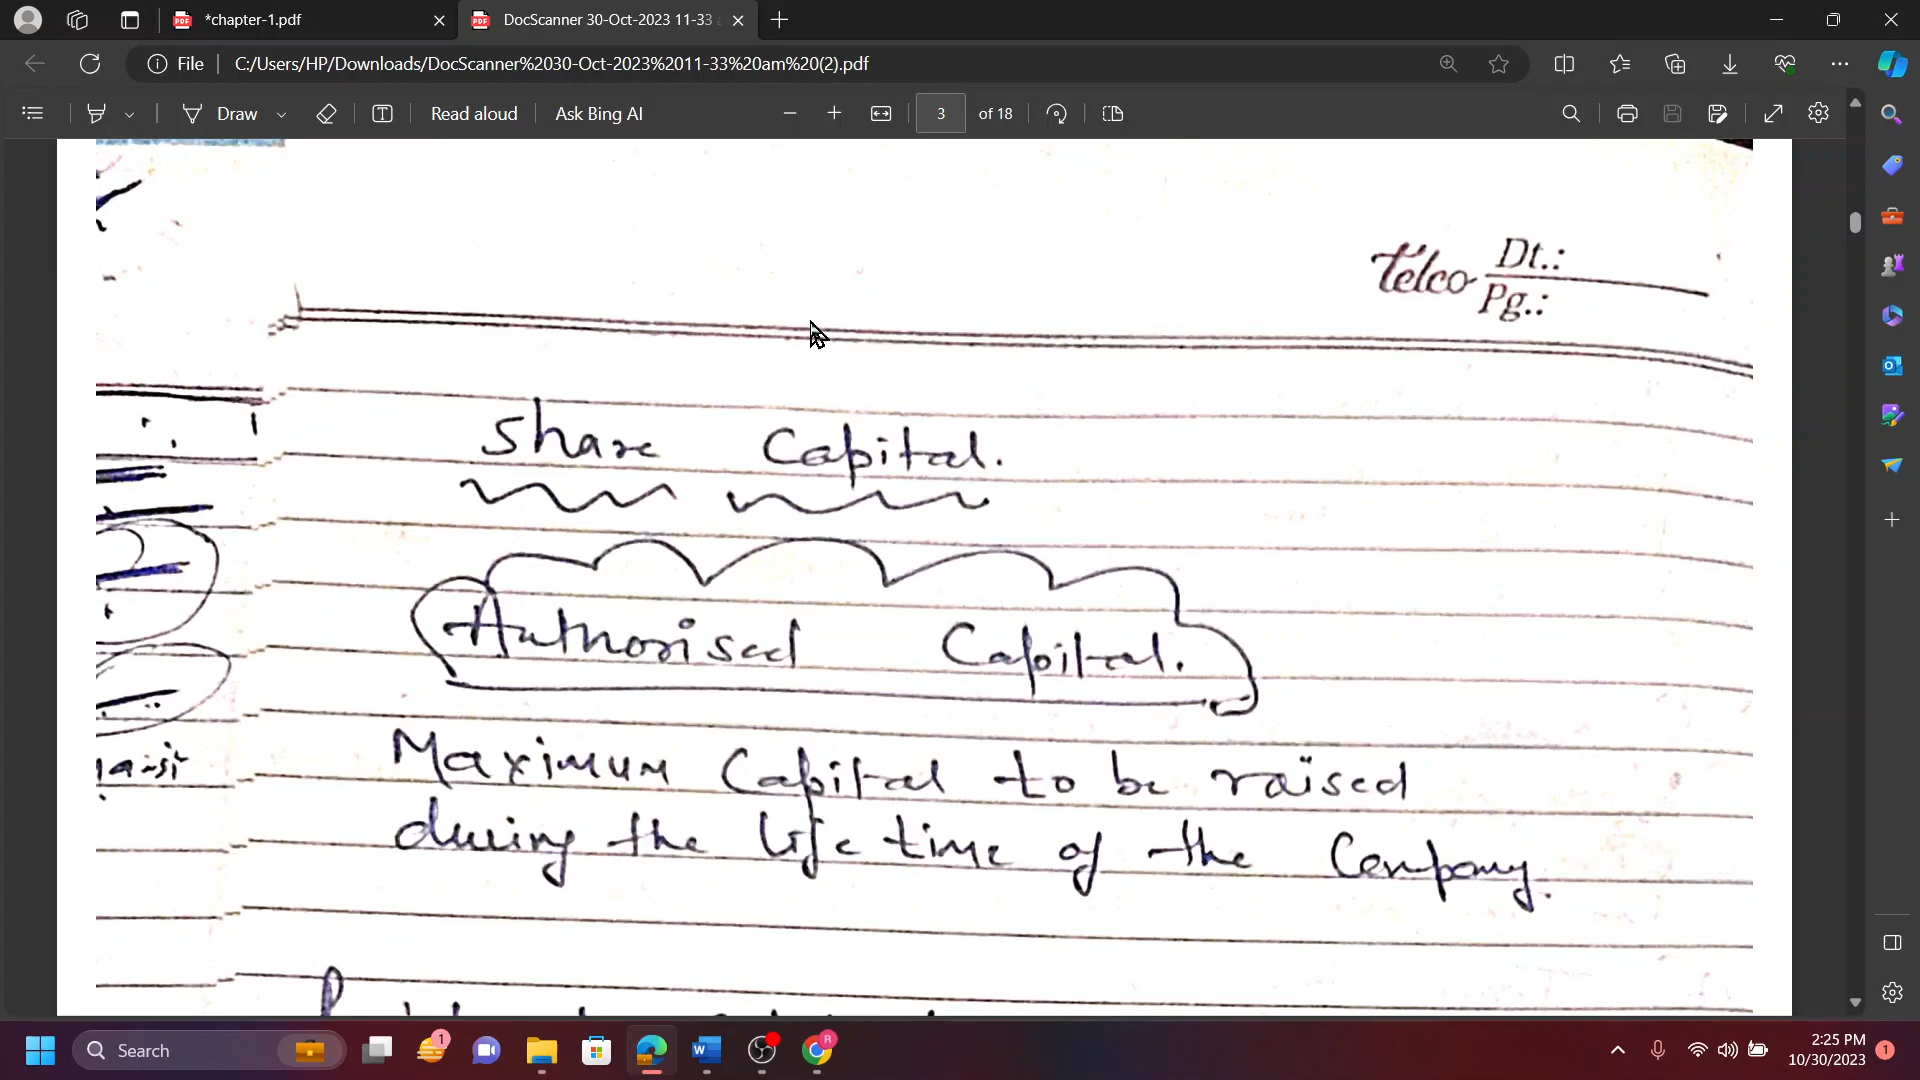 *chapter-1.pdf
DocScanner 30-Oct-2023 11-33 a
File
C:/Users/HP/Downloads/DocScanner%2030-Oct-2023%2011-33%20am%20(2).pdf
Draw
Read aloud
Ask Bing AI
3 of 18
Telco Dt.:
Pg.:
Share Capital.
Authorised Capital.
Maximum Capital to be raised
during the life time of the Company.
Search
1
R
2:25 PM
10/30/2023
1